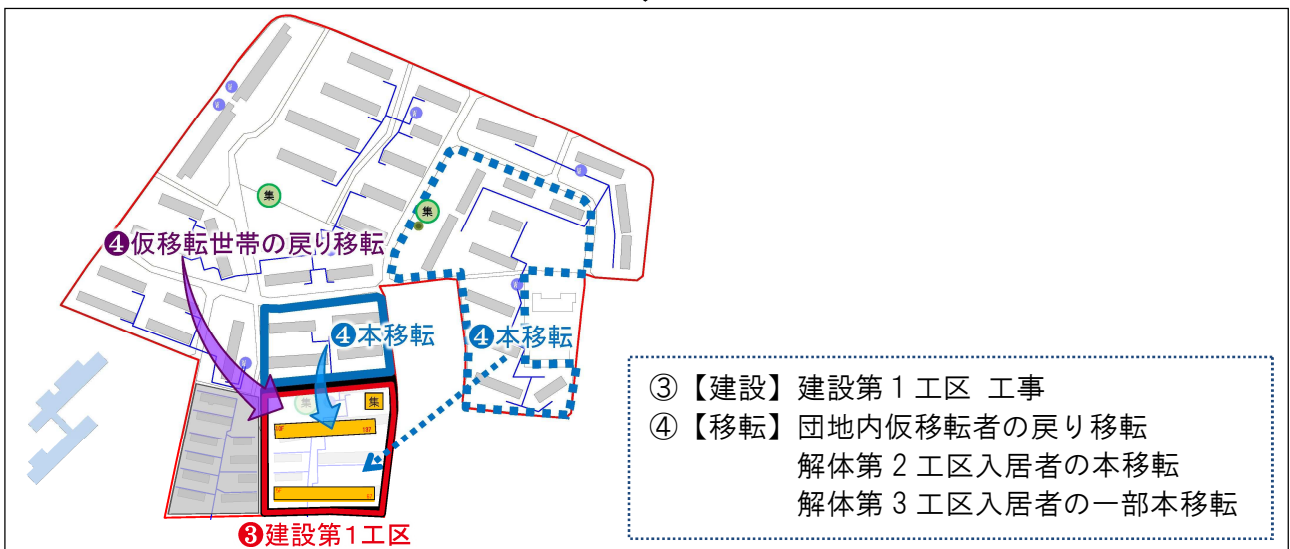 集
集
❹仮移転世帯の戻り移転
❹本移転
❹本移転
集
集
137
❸建設第1工区
③【建設】建設第1工区 工事
④【移転】団地内仮移転者の戻り移転
解体第2工区入居者の本移転
解体第3工区入居者の一部本移転